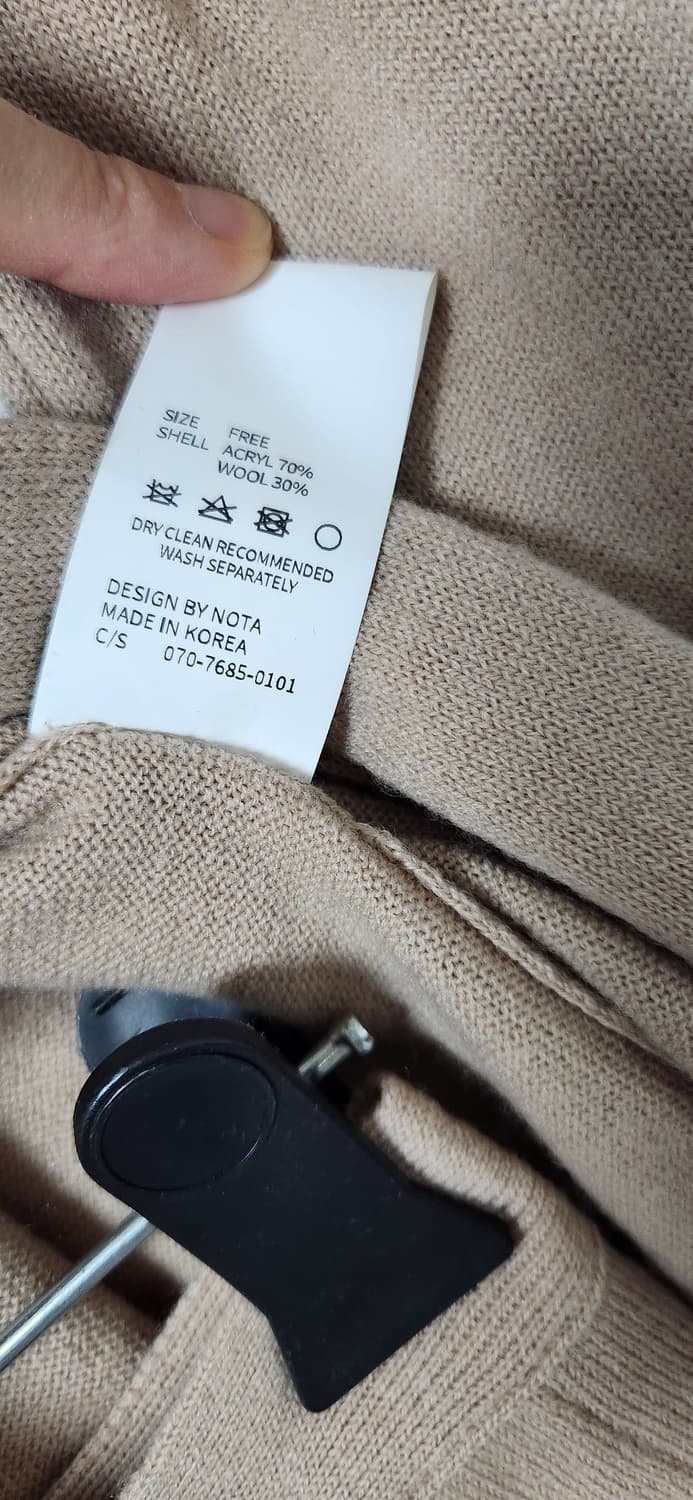 SIZE FREE
SHELL ACRYL 70%
WOOL 30%
DRY CLEAN RECOMMENDED
WASH SEPARATELY
DESIGN BY NOTA
MADE IN KOREA
C/S 070-7685-0101